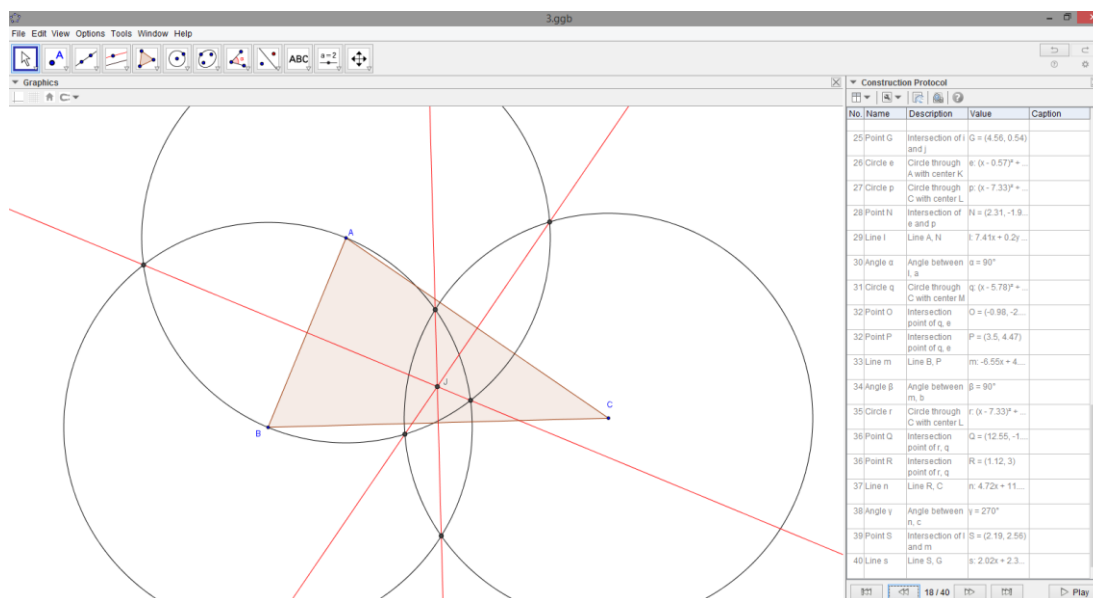 3.ggb
File Edit View Options Tools Window Help
A
ABC
a=2
Graphics
A
J
B
C
Construction Protocol
No. Name Description Value Caption
25 Point G Intersection of i G = (4.56, 0.54)
and j
26 Circle e Circle through e: (x - 0.57)² + ...
A with center K
27 Circle p Circle through p: (x - 7.33)² + ...
C with center L
28 Point N Intersection of N = (2.31, -1.9...
e and p
29 Line l Line A, N l: 7.41x + 0.2y ...
30 Angle α Angle between α = 90°
l, a
31 Circle q Circle through q: (x - 5.78)² + ...
C with center M
32 Point O Intersection O = (-0.98, -2...
point of q, e
32 Point P Intersection P = (3.5, 4.47)
point of q, e
33 Line m Line B, P m: -6.55x + 4....
34 Angle β Angle between β = 90°
m, b
35 Circle r Circle through r: (x - 7.33)² + ...
C with center L
36 Point Q Intersection Q = (12.55, -1...
point of r, q
36 Point R Intersection R = (1.12, 3)
point of r, q
37 Line n Line R, C n: 4.72x + 11....
38 Angle γ Angle between γ = 270°
n, c
39 Point S Intersection of l S = (2.19, 2.56)
and m
40 Line s Line S, G s: 2.02x + 2.3...
18 / 40
Play